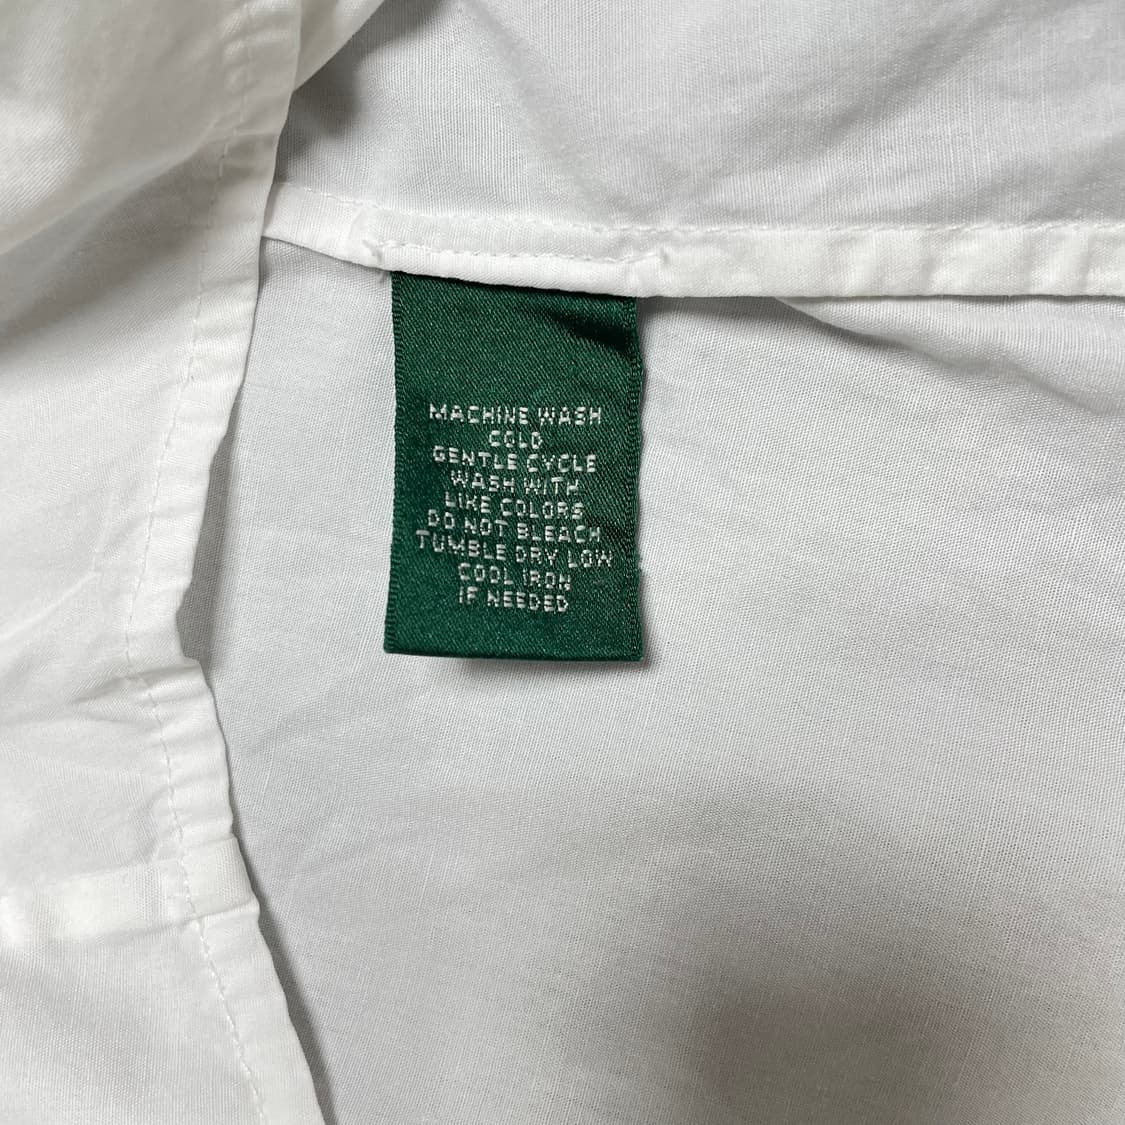 MACHINE WASH
COLD
GENTLE CYCLE
WASH WITH
LIKE COLORS
DO NOT BLEACH
TUMBLE DRY LOW
COOL IRON
IF NEEDED